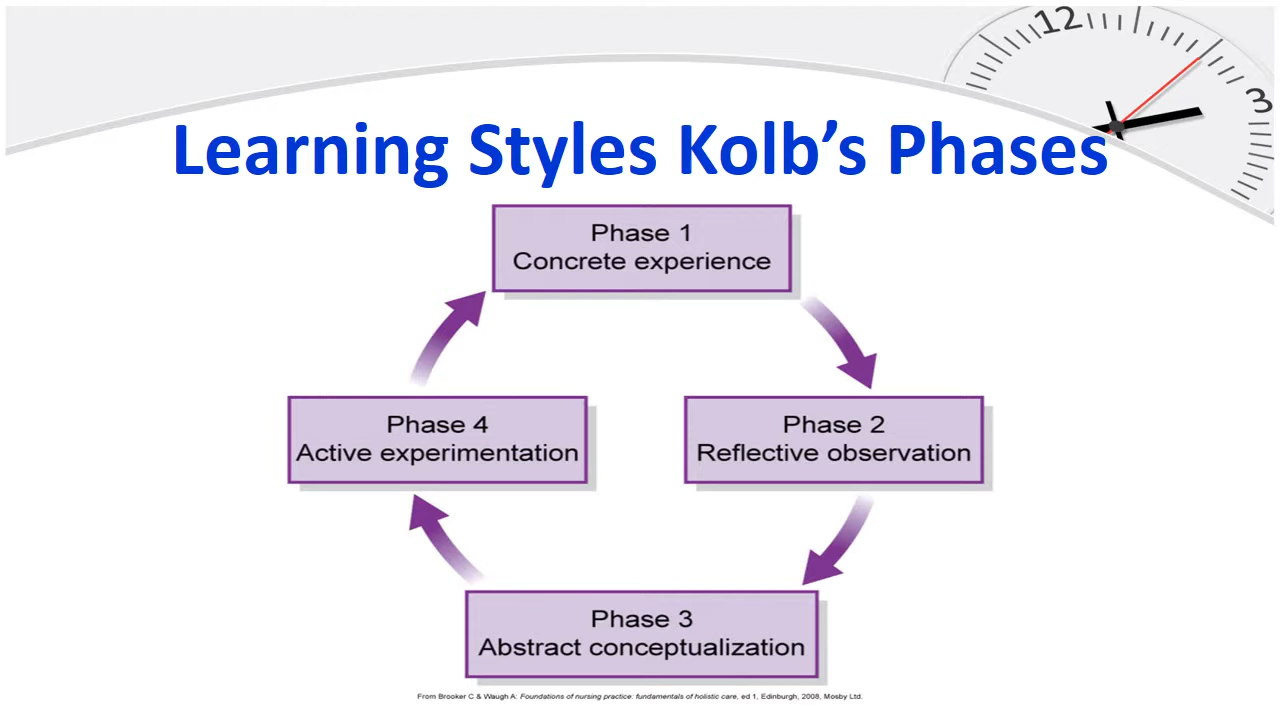 12
3
Learning Styles Kolb’s Phases
Phase 1
Concrete experience
Phase 4
Active experimentation
Phase 2
Reflective observation
Phase 3
Abstract conceptualization
From Brooker C & Waugh A: Foundations of nursing practice: fundamentals of holistic care, ed 1, Edinburgh, 2008, Mosby Ltd.